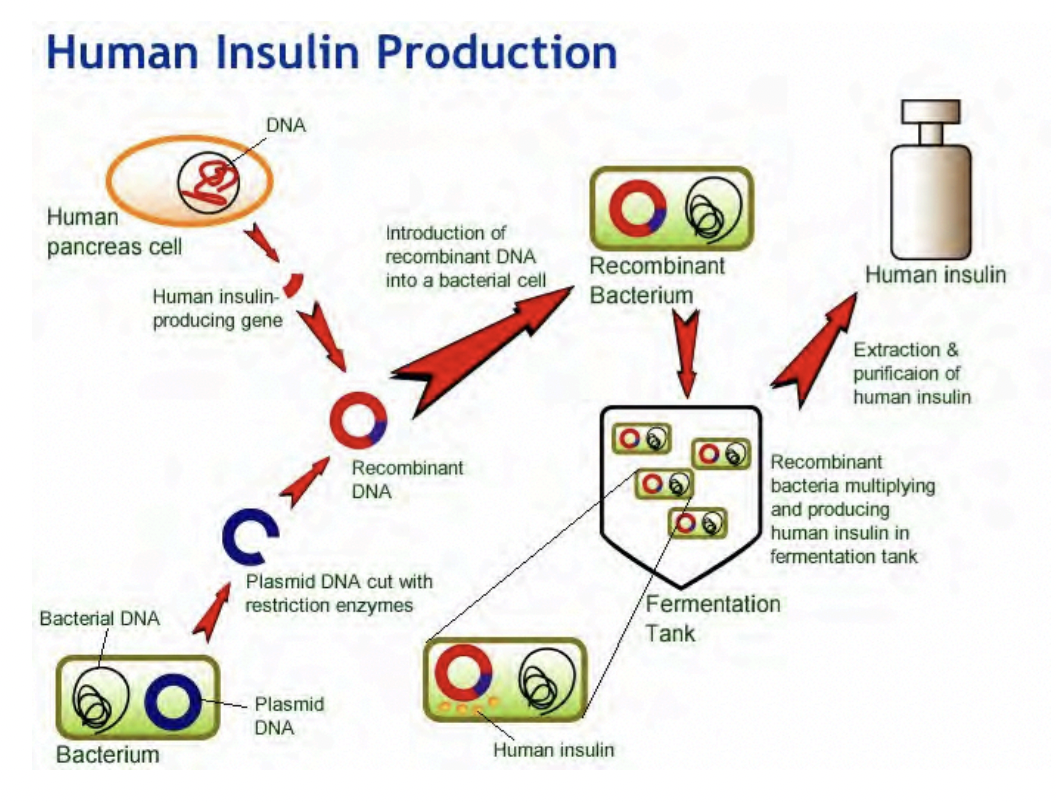 Human Insulin Production
DNA
Human
pancreas cell
Human insulin-
producing gene
Introduction of
recombinant DNA
into a bacterial cell
Recombinant
Bacterium
Human insulin
Extraction &
purificaion of
human insulin
Recombinant
DNA
Recombinant
bacteria multiplying
and producing
human insulin in
fermentation tank
Plasmid DNA cut with
restriction enzymes
Fermentation
Tank
Bacterial DNA
Plasmid
DNA
Bacterium
Human insulin